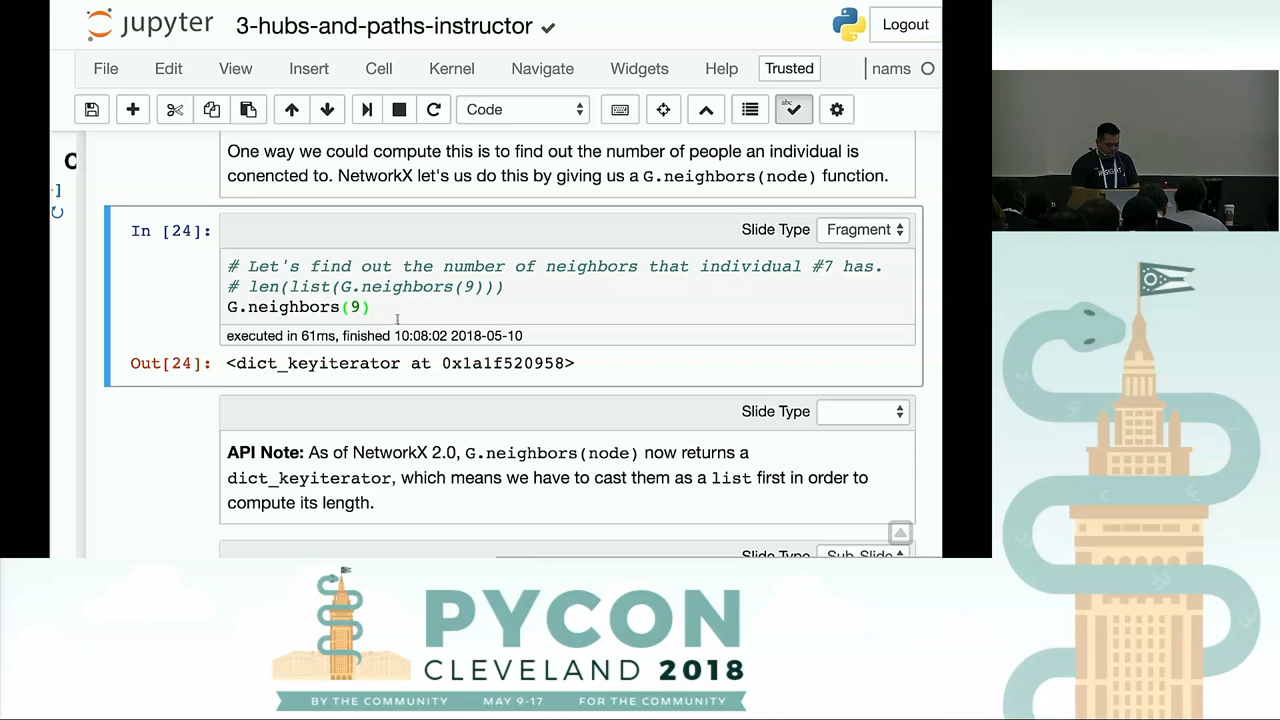 jupyter 3-hubs-and-paths-instructor Logout
File Edit View Insert Cell Kernel Navigate Widgets Help Trusted nams
Code
abc
One way we could compute this is to find out the number of people an individual is
conencted to. NetworkX let's us do this by giving us a G.neighbors(node) function.
In [24]:
Slide Type Fragment
# Let's find out the number of neighbors that individual #7 has.
# len(list(G.neighbors(9)))
G.neighbors(9)
executed in 61ms, finished 10:08:02 2018-05-10
Out[24]: <dict_keyiterator at 0x1a1f520958>
Slide Type
API Note: As of NetworkX 2.0, G.neighbors(node) now returns a
dict_keyiterator, which means we have to cast them as a list first in order to
compute its length.
Slide Type Sub-Slide
INSIGHT
PYCON
CLEVELAND 2018
BY THE COMMUNITY MAY 9-17 FOR THE COMMUNITY